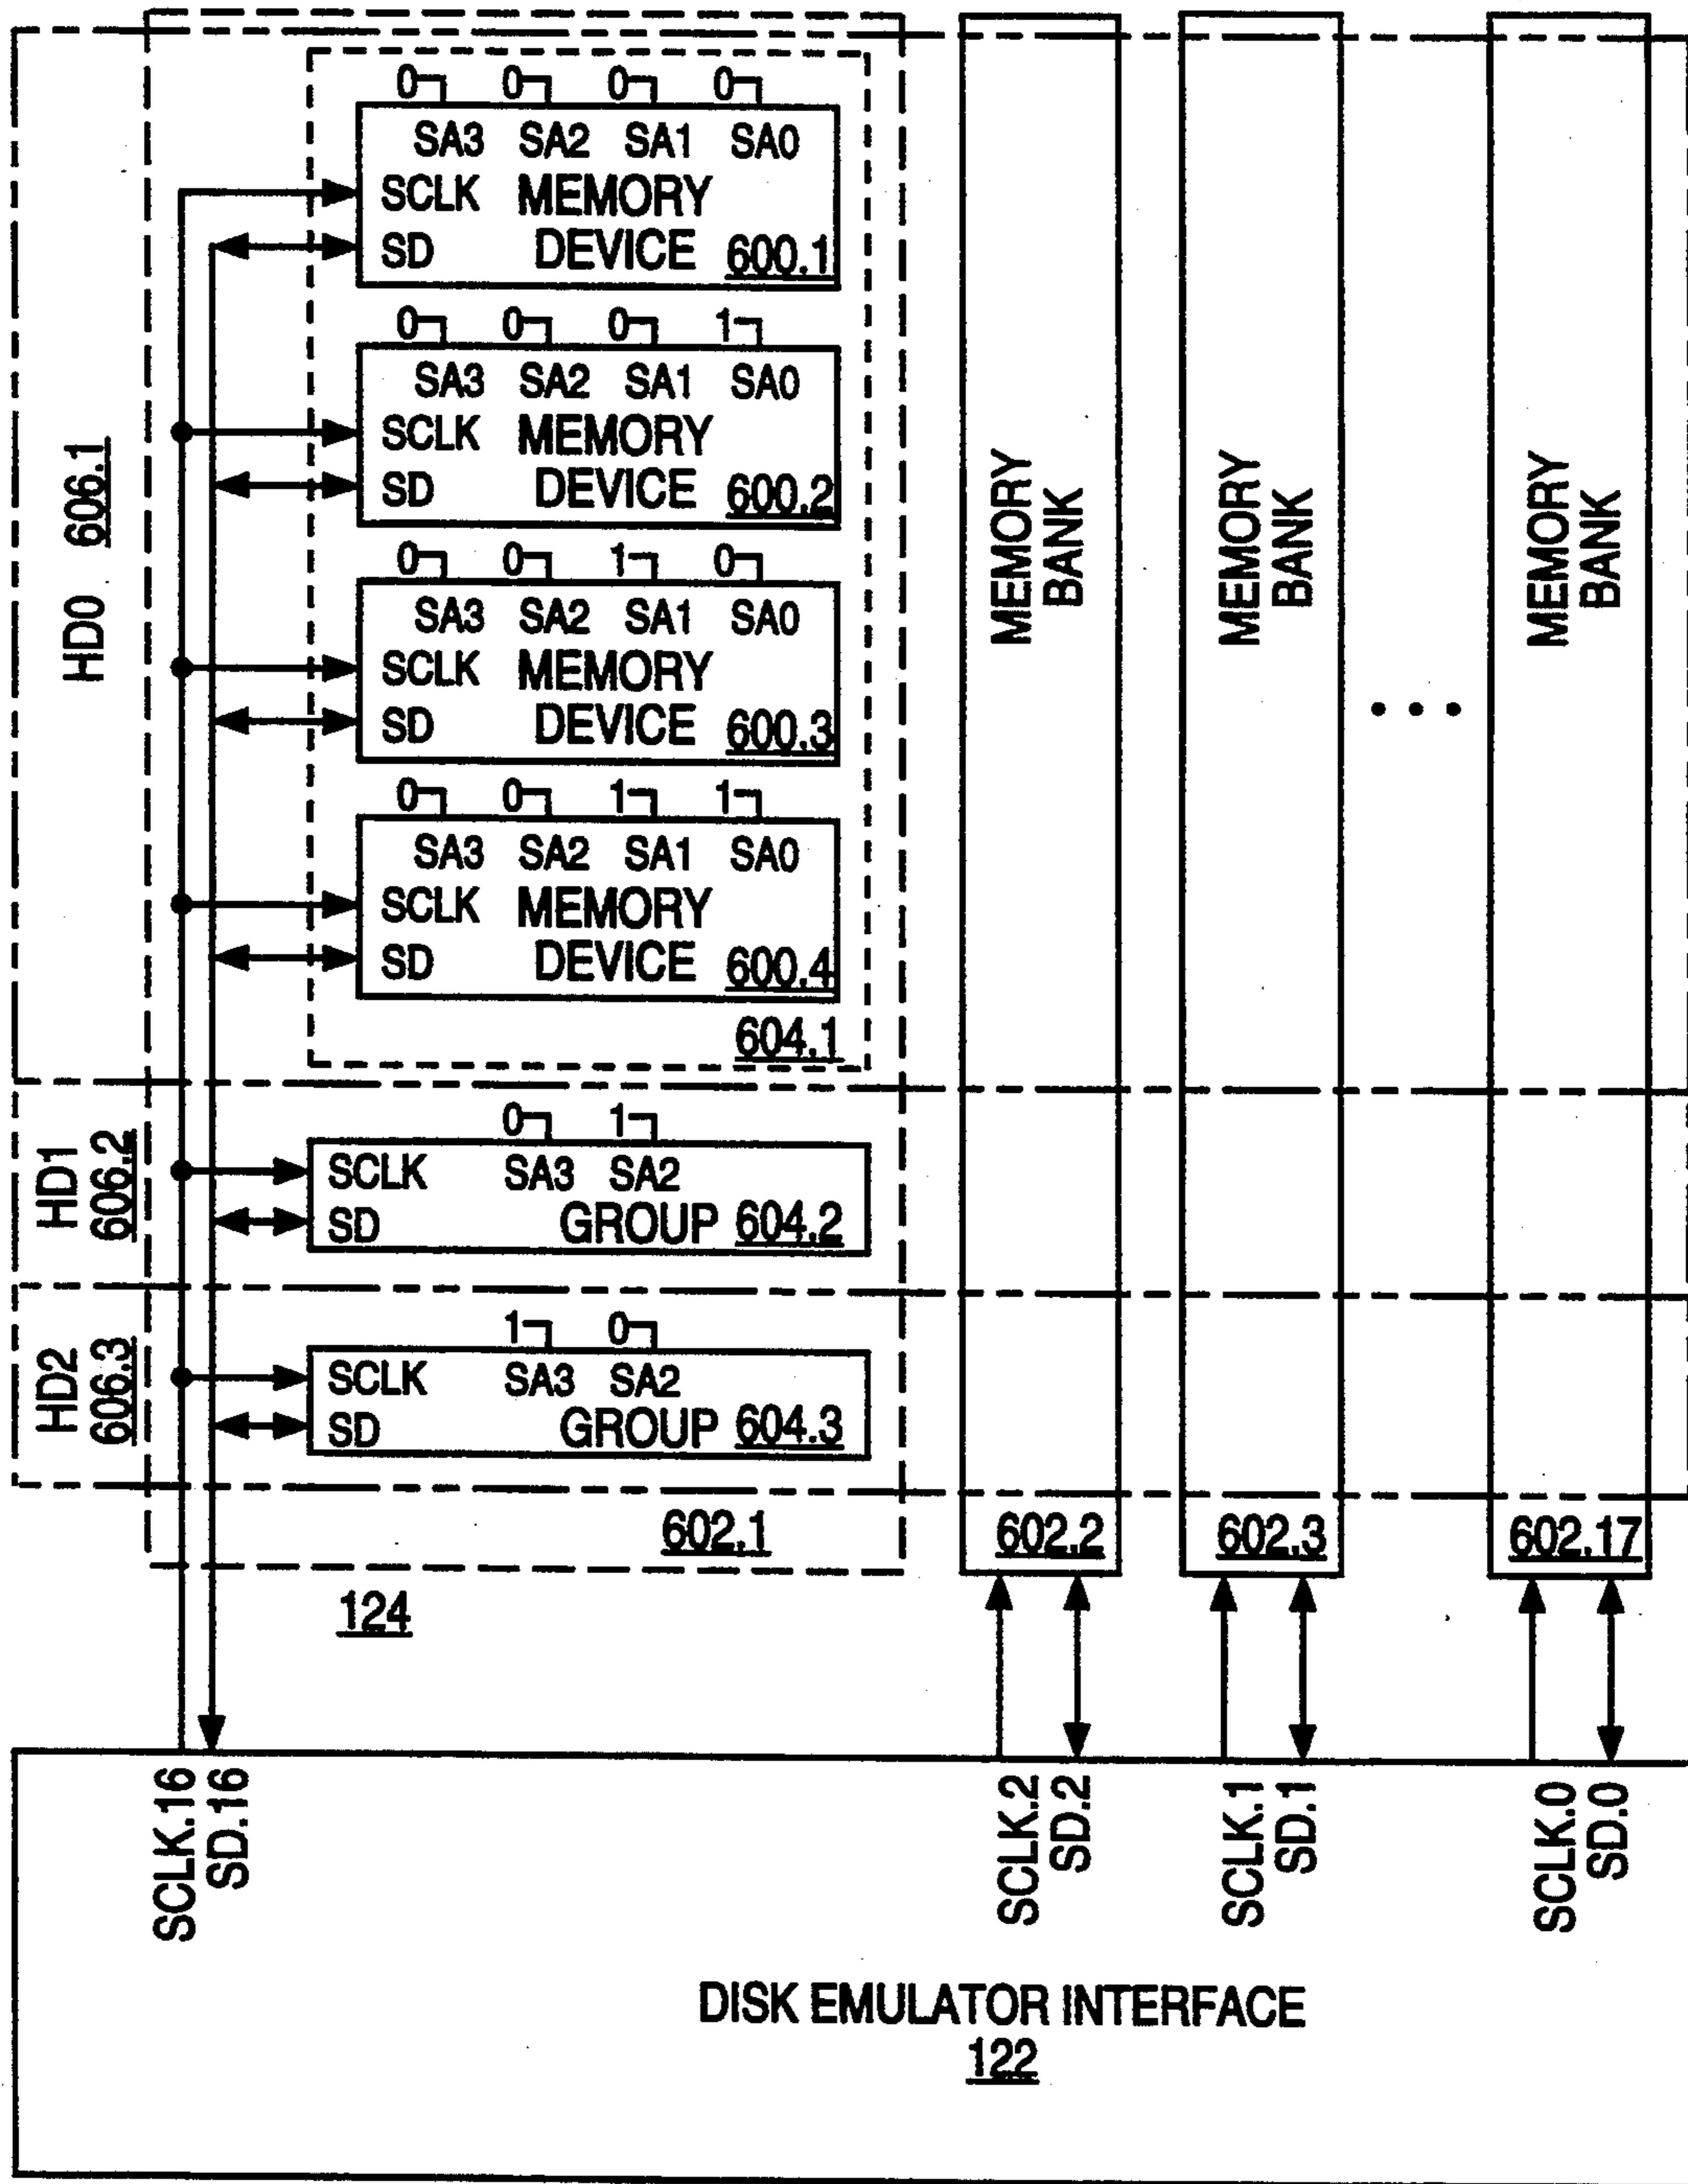 HD0 606.1
0 0 0 0
SA3 SA2 SA1 SA0
SCLK MEMORY
SD DEVICE 600.1
0 0 0 1
SA3 SA2 SA1 SA0
SCLK MEMORY
SD DEVICE 600.2
0 0 1 0
SA3 SA2 SA1 SA0
SCLK MEMORY
SD DEVICE 600.3
0 0 1 1
SA3 SA2 SA1 SA0
SCLK MEMORY
SD DEVICE 600.4
604.1
HD1
606.2
0 1
SCLK SA3 SA2
SD GROUP 604.2
HD2
606.3
1 0
SCLK SA3 SA2
SD GROUP 604.3
602.1
124
MEMORY
BANK
602.2
MEMORY
BANK
602.3
• • •
MEMORY
BANK
602.17
SCLK.16
SD.16
SCLK.2
SD.2
SCLK.1
SD.1
SCLK.0
SD.0
DISK EMULATOR INTERFACE
122